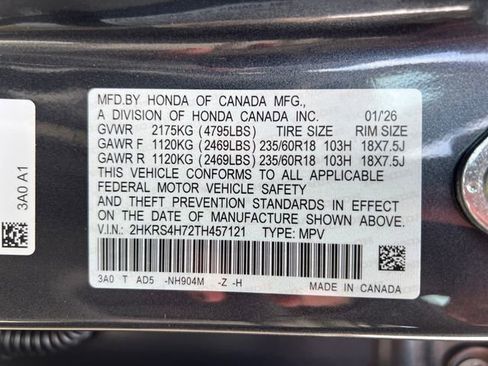 MFD.BY HONDA OF CANADA MFG.,
A DIVISION OF HONDA CANADA INC. 01/26
GVWR 2175KG (4795LBS) TIRE SIZE RIM SIZE
GAWR F 1120KG (2469LBS) 235/60R18 103H 18X7.5J
GAWR R 1120KG (2469LBS) 235/60R18 103H 18X7.5J
THIS VEHICLE CONFORMS TO ALL APPLICABLE
FEDERAL MOTOR VEHICLE SAFETY
AND THEFT PREVENTION STANDARDS IN EFFECT
ON THE DATE OF MANUFACTURE SHOWN ABOVE.
V.I.N.: 2HKRS4H72TH457121 TYPE: MPV
3A0 T AD5 -NH904M -Z -H
MADE IN CANADA
3A0 A1